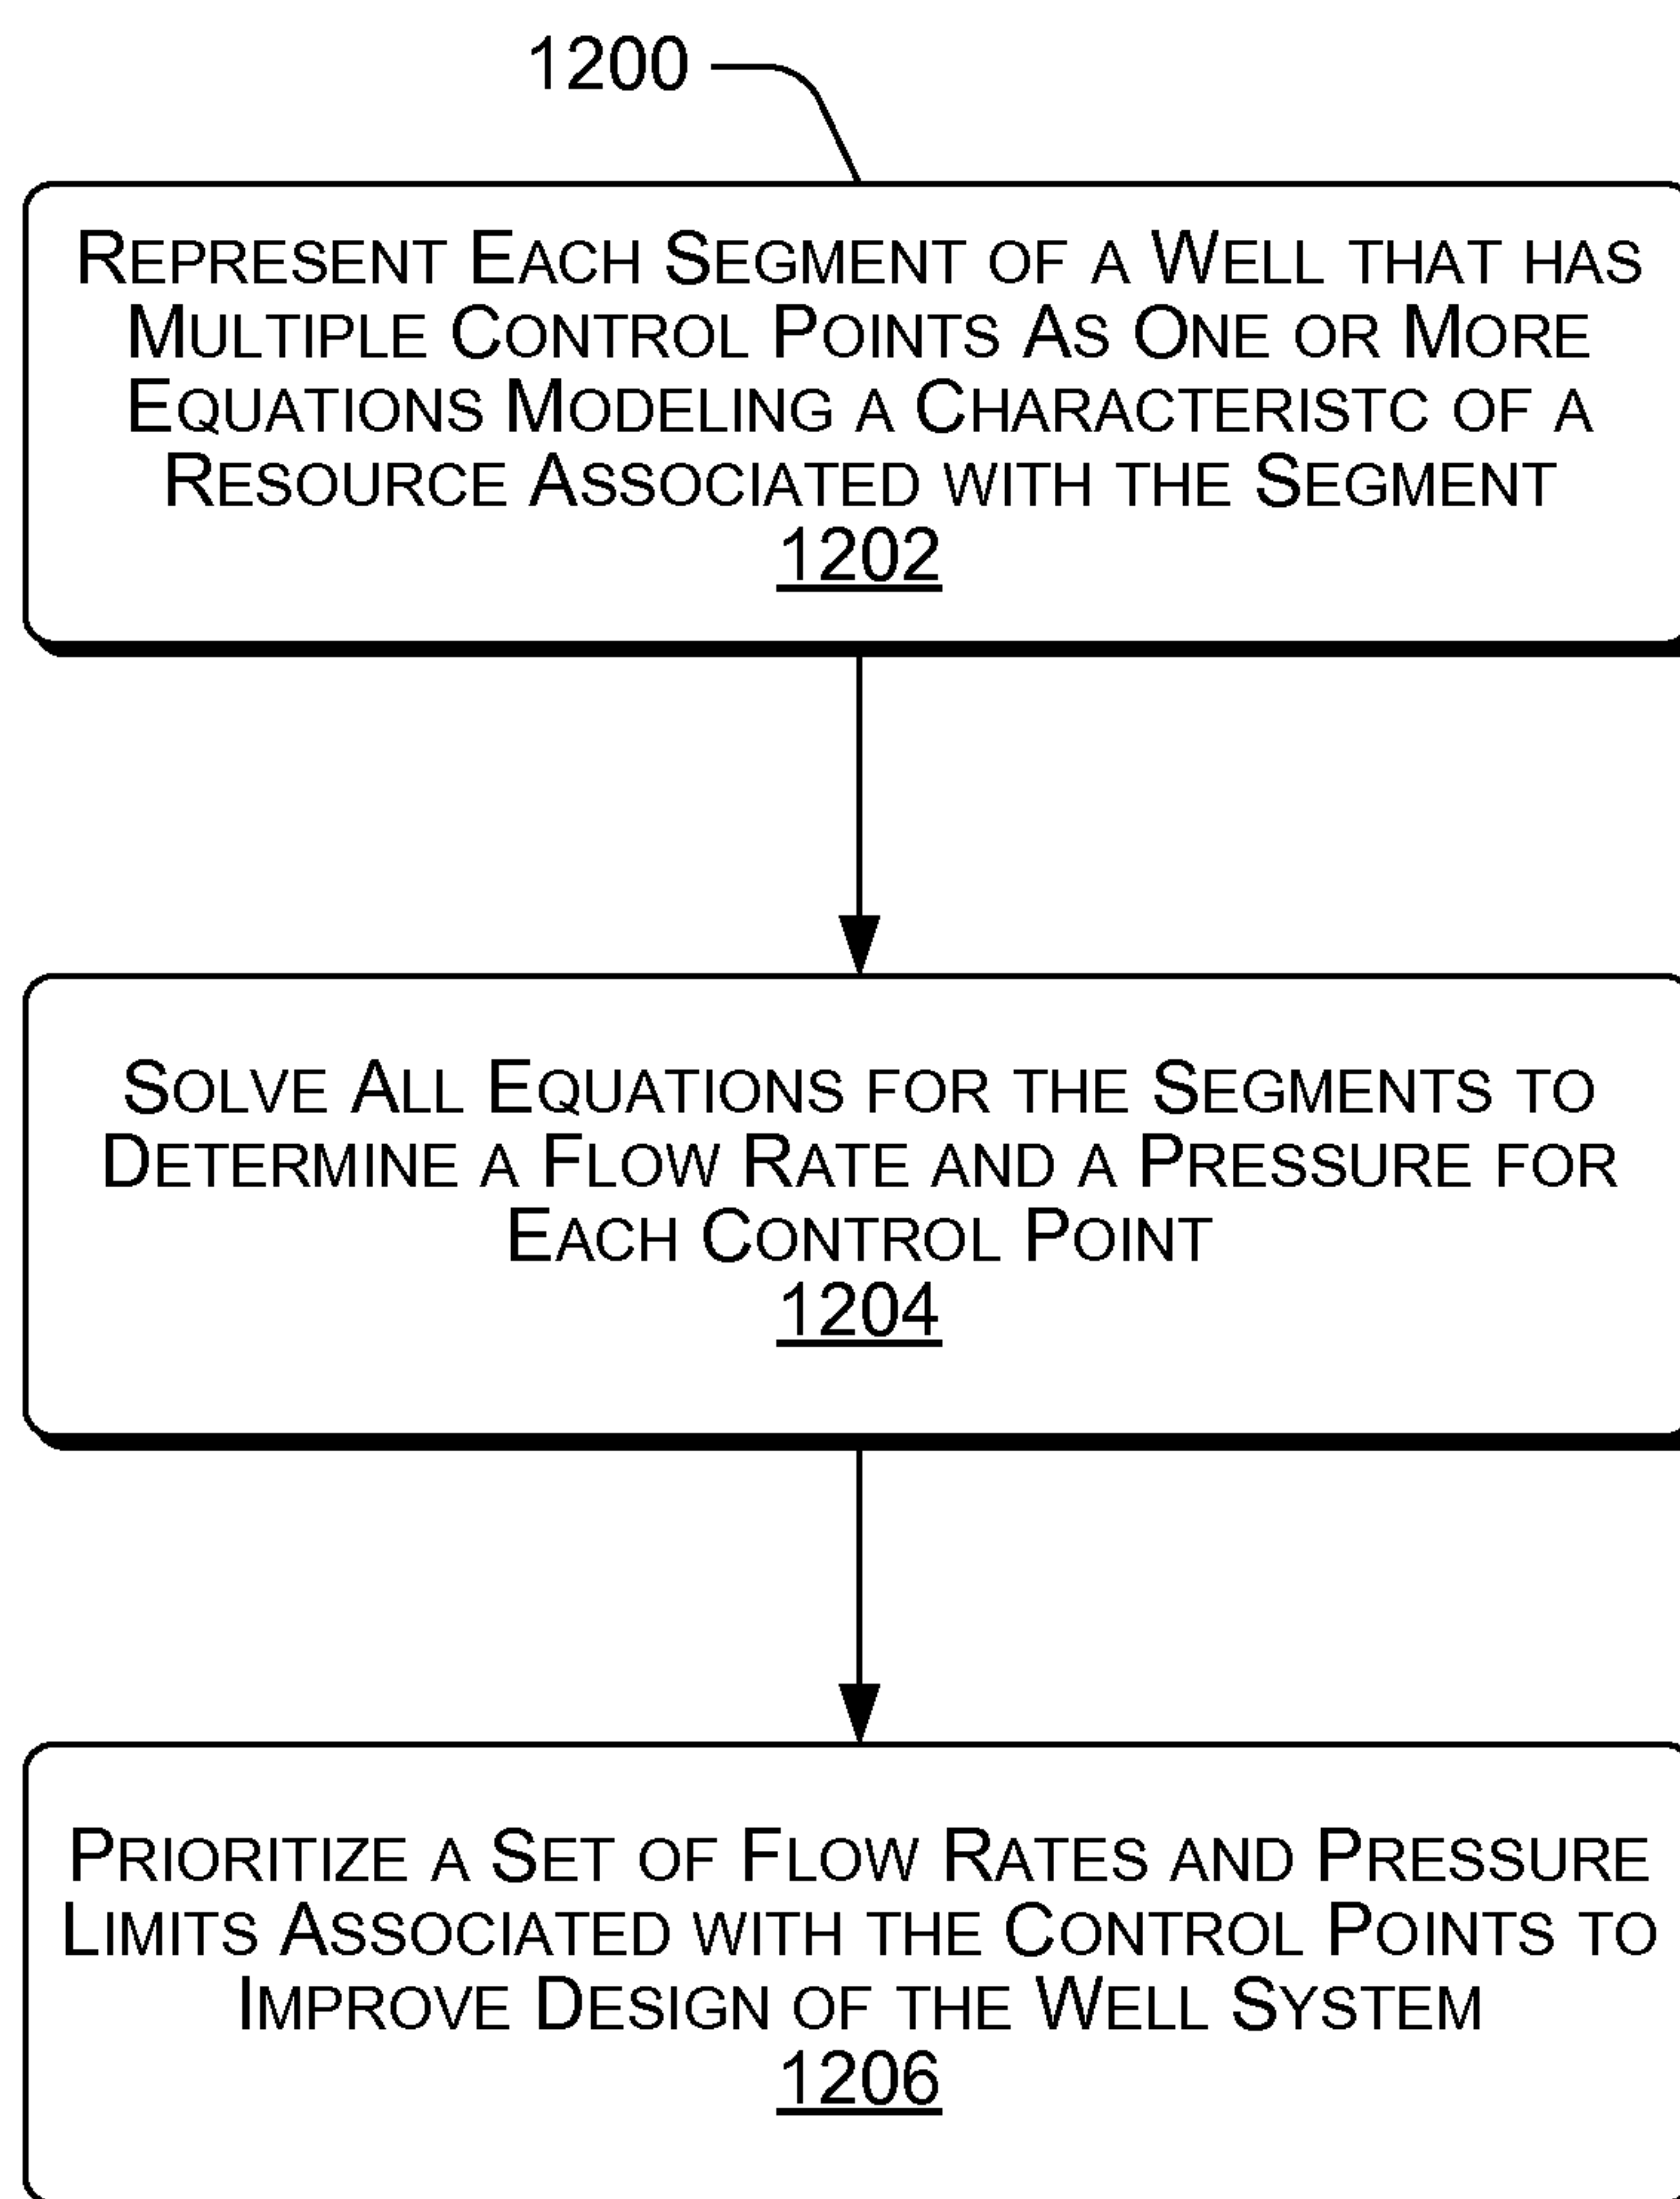 1200
Represent Each Segment of a Well that has
Multiple Control Points As One or More
Equations Modeling a Characteristc of a
Resource Associated with the Segment
1202
Solve All Equations for the Segments to
Determine a Flow Rate and a Pressure for
Each Control Point
1204
Prioritize a Set of Flow Rates and Pressure
Limits Associated with the Control Points to
Improve Design of the Well System
1206